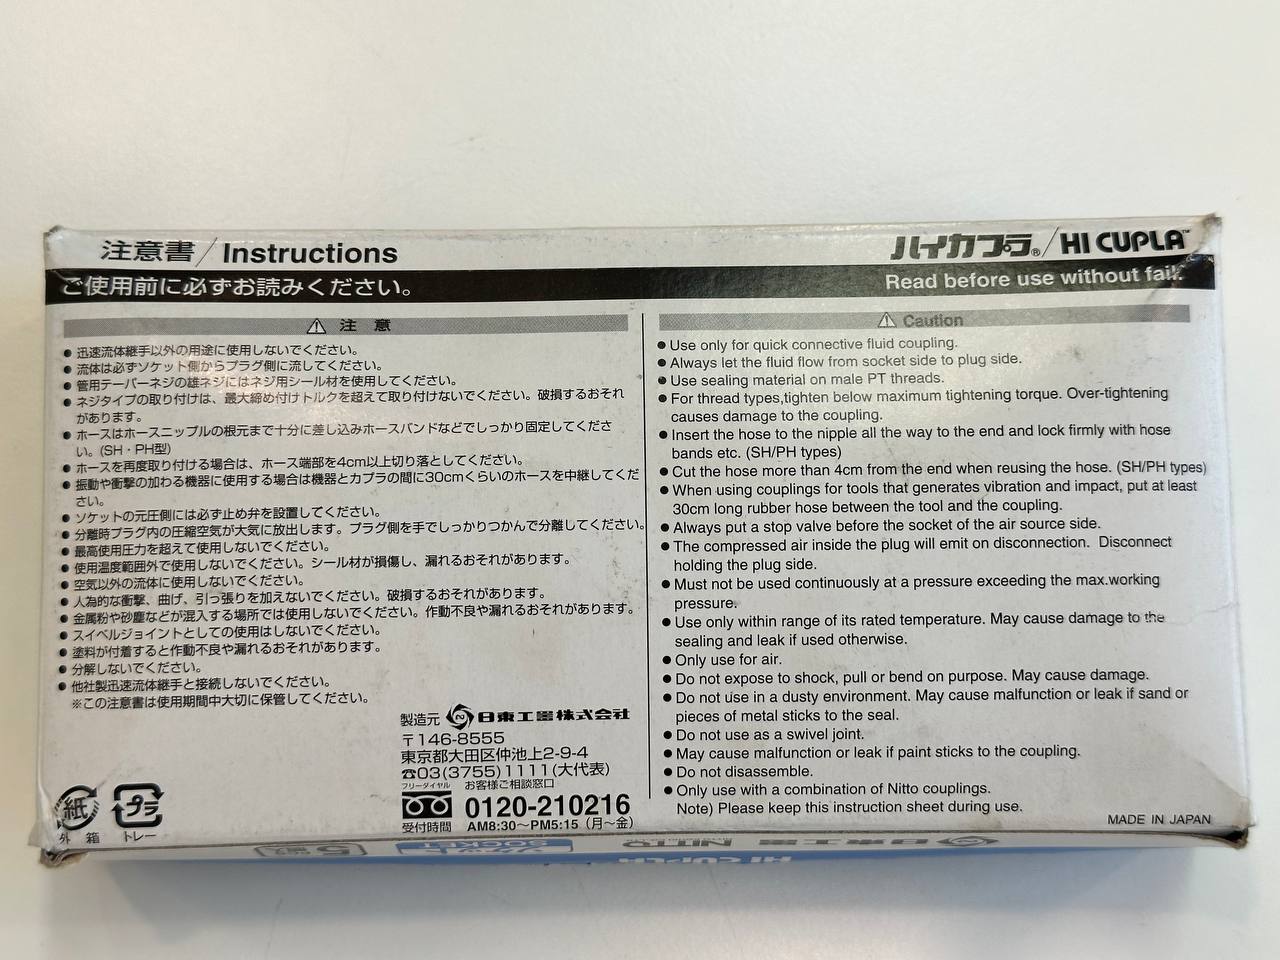 注意書/Instructions
ハイカプラ®/HI CUPLA™
ご使用前に必ずお読みください。
Read before use without fail.
⚠ 注 意
● 迅速流体継手以外の用途に使用しないでください。
● 流体は必ずソケット側からプラグ側に流してください。
● 管用テーパーネジの雄ネジにはネジ用シール材を使用してください。
● ネジタイプの取り付けは、最大締め付けトルクを超えて取り付けないでください。破損するおそれ
があります。
● ホースはホースニップルの根元まで十分に差し込みホースバンドなどでしっかり固定してくださ
い。(SH・PH型)
● ホースを再度取り付ける場合は、ホース端部を4cm以上切り落としてください。
● 振動や衝撃の加わる機器に使用する場合は機器とカプラの間に30cmくらいのホースを中継してくだ
さい。
● ソケットの元圧側には必ず止め弁を設置してください。
● 分離時プラグ内の圧縮空気が大気に放出します。プラグ側を手でしっかりつかんで分離してください。
● 最高使用圧力を超えて使用しないでください。
● 使用温度範囲外で使用しないでください。シール材が損傷し、漏れるおそれがあります。
● 空気以外の流体に使用しないでください。
● 人為的な衝撃、曲げ、引っ張りを加えないでください。破損するおそれがあります。
● 金属粉や砂塵などが混入する場所では使用しないでください。作動不良や漏れるおそれがあります。
● スイベルジョイントとしての使用はしないでください。
● 塗料が付着すると作動不良や漏れるおそれがあります。
● 分解しないでください。
● 他社製迅速流体継手と接続しないでください。
※この注意書は使用期間中大切に保管してください。
製造元 日東工器株式会社
〒146-8555
東京都大田区仲池上2-9-4
☎03(3755)1111(大代表)
フリーダイヤル お客様ご相談窓口
0120-210216
受付時間 AM8:30~PM5:15 (月~金)
紙
外 箱
プラ
トレー
⚠ Caution
● Use only for quick connective fluid coupling.
● Always let the fluid flow from socket side to plug side.
● Use sealing material on male PT threads.
● For thread types,tighten below maximum tightening torque. Over-tightening
causes damage to the coupling.
● Insert the hose to the nipple all the way to the end and lock firmly with hose
bands etc. (SH/PH types)
● Cut the hose more than 4cm from the end when reusing the hose. (SH/PH types)
● When using couplings for tools that generates vibration and impact, put at least
30cm long rubber hose between the tool and the coupling.
● Always put a stop valve before the socket of the air source side.
● The compressed air inside the plug will emit on disconnection. Disconnect
holding the plug side.
● Must not be used continuously at a pressure exceeding the max.working
pressure.
● Use only within range of its rated temperature. May cause damage to the
sealing and leak if used otherwise.
● Only use for air.
● Do not expose to shock, pull or bend on purpose. May cause damage.
● Do not use in a dusty environment. May cause malfunction or leak if sand or
pieces of metal sticks to the seal.
● Do not use as a swivel joint.
● May cause malfunction or leak if paint sticks to the coupling.
● Do not disassemble.
● Only use with a combination of Nitto couplings.
Note) Please keep this instruction sheet during use.
MADE IN JAPAN
ソケット
SOCKET
HI CUPLA
日東工器 NITTO